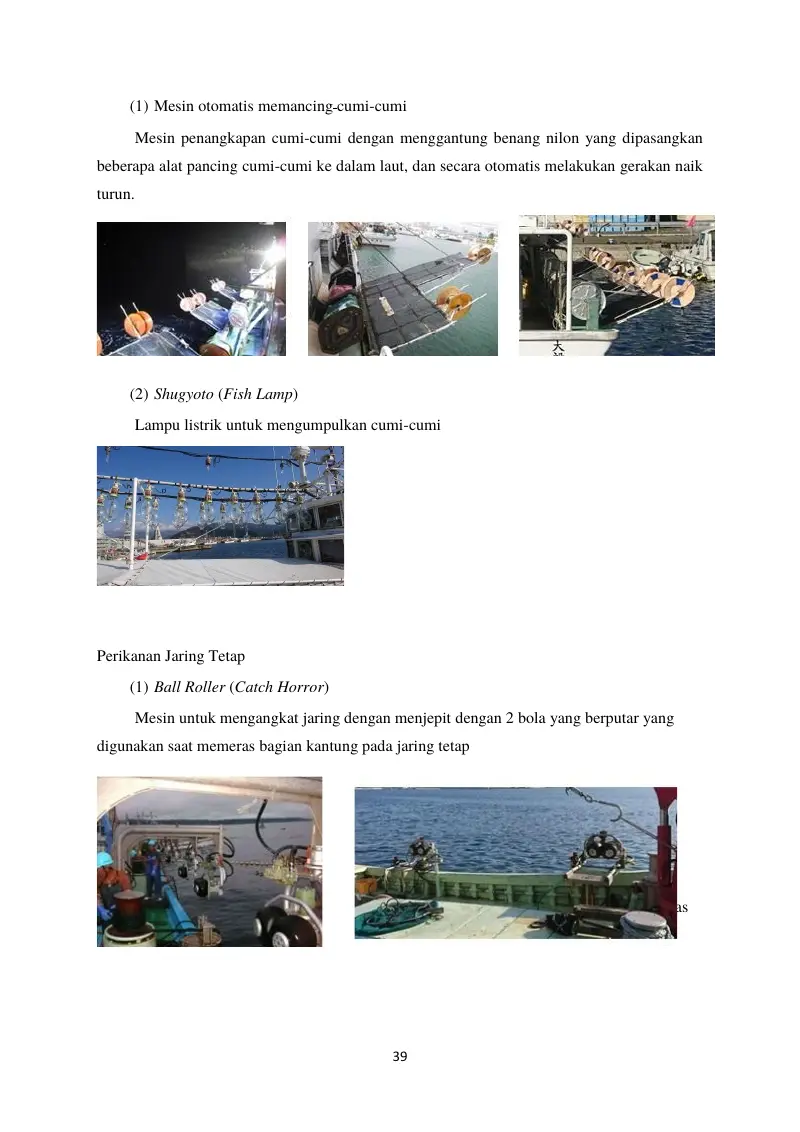 (1) Mesin otomatis memancing-cumi-cumi
Mesin penangkapan cumi-cumi dengan menggantung benang nilon yang dipasangkan
beberapa alat pancing cumi-cumi ke dalam laut, dan secara otomatis melakukan gerakan naik
turun.
(2) Shugyoto (Fish Lamp)
Lampu listrik untuk mengumpulkan cumi-cumi
Perikanan Jaring Tetap
(1) Ball Roller (Catch Horror)
Mesin untuk mengangkat jaring dengan menjepit dengan 2 bola yang berputar yang
digunakan saat memeras bagian kantung pada jaring tetap
as
39